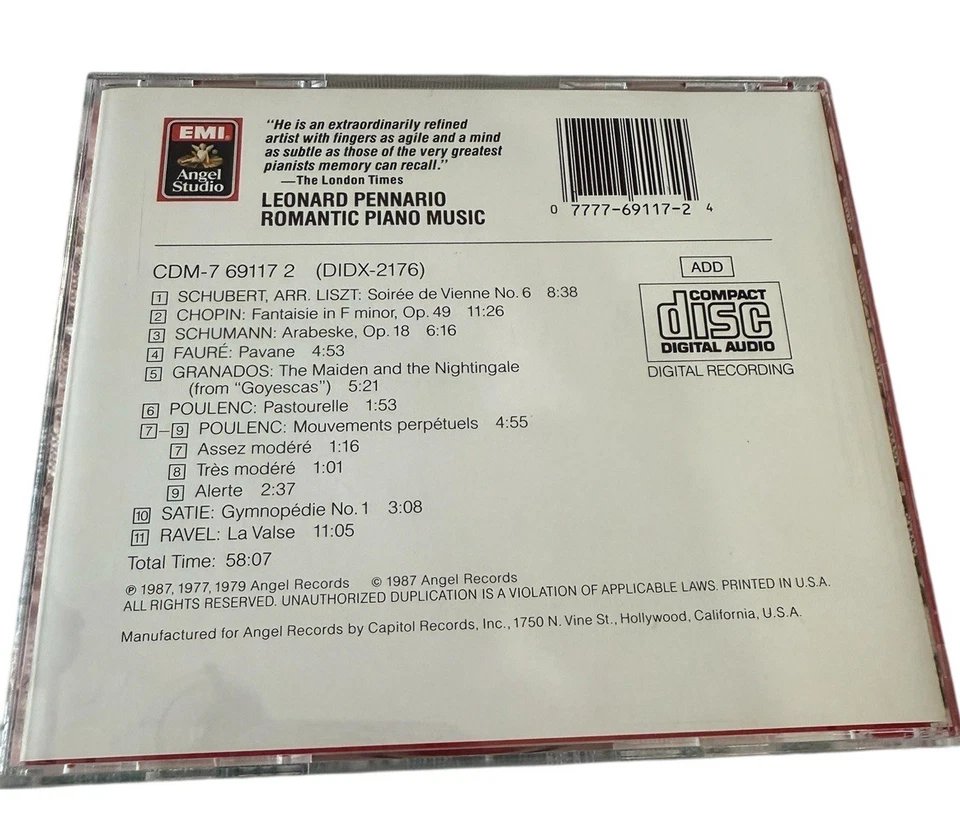 EMI
Angel
Studio
"He is an extraordinarily refined
artist with fingers as agile and a mind
as subtle as those of the very greatest
pianists memory can recall."
—The London Times
LEONARD PENNARIO
ROMANTIC PIANO MUSIC
0 7777-69117-2 4
CDM-7 69117 2 (DIDX-2176)
ADD
1 SCHUBERT, ARR. LISZT: Soirée de Vienne No. 6 8:38
2 CHOPIN: Fantaisie in F minor, Op. 49 11:26
3 SCHUMANN: Arabeske, Op. 18 6:16
4 FAURÉ: Pavane 4:53
5 GRANADOS: The Maiden and the Nightingale
(from "Goyescas") 5:21
6 POULENC: Pastourelle 1:53
7–9 POULENC: Mouvements perpétuels 4:55
7 Assez modéré 1:16
8 Très modéré 1:01
9 Alerte 2:37
10 SATIE: Gymnopédie No. 1 3:08
11 RAVEL: La Valse 11:05
Total Time: 58:07
COMPACT
disc
DIGITAL AUDIO
DIGITAL RECORDING
℗ 1987, 1977, 1979 Angel Records © 1987 Angel Records
ALL RIGHTS RESERVED. UNAUTHORIZED DUPLICATION IS A VIOLATION OF APPLICABLE LAWS. PRINTED IN U.S.A.
Manufactured for Angel Records by Capitol Records, Inc., 1750 N. Vine St., Hollywood, California, U.S.A.